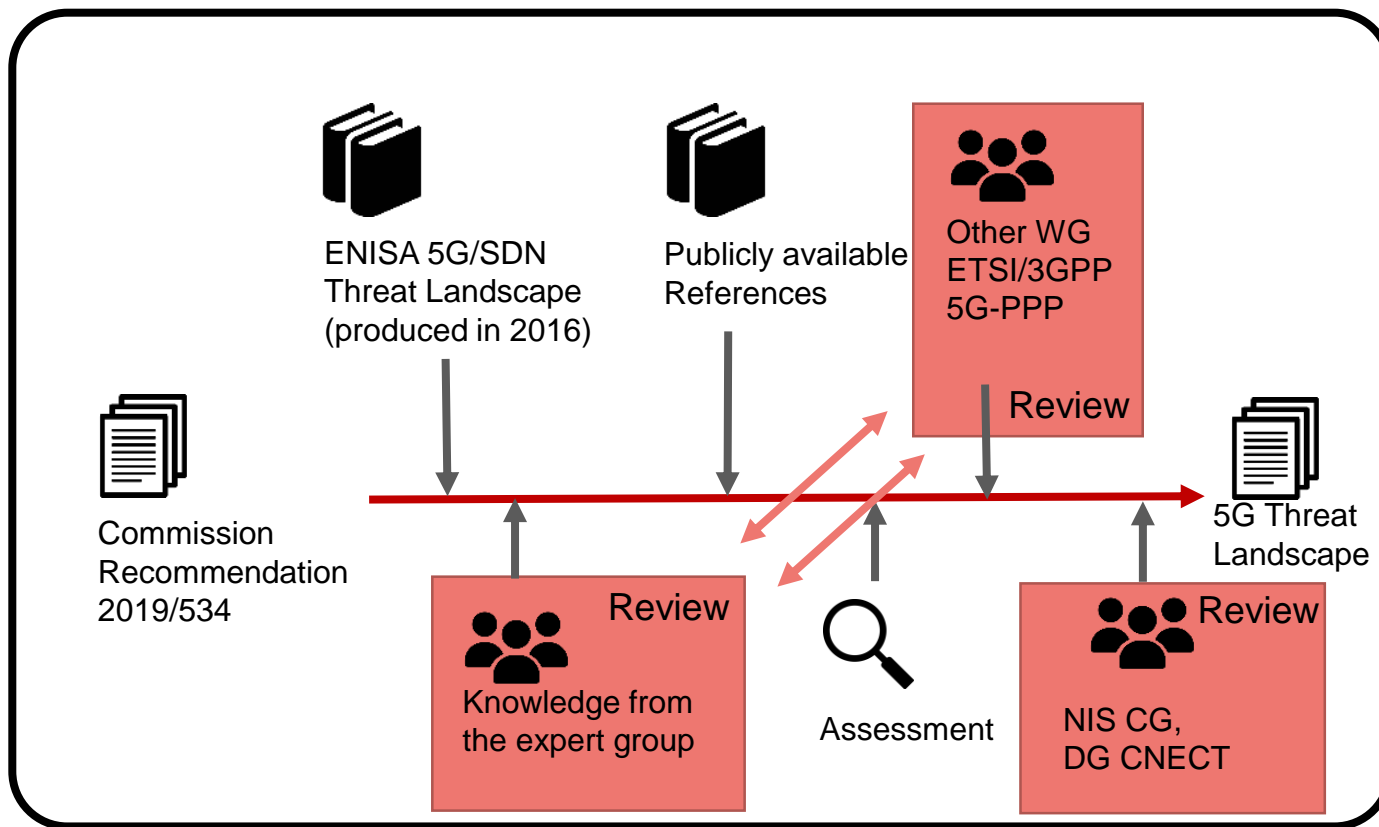 ENISA 5G/SDN
Threat Landscape
(produced in 2016)
Publicly available
References
Other WG
ETSI/3GPP
5G-PPP
Review
Commission
Recommendation
2019/534
5G Threat
Landscape
Review
Knowledge from
the expert group
Assessment
Review
NIS CG,
DG CNECT